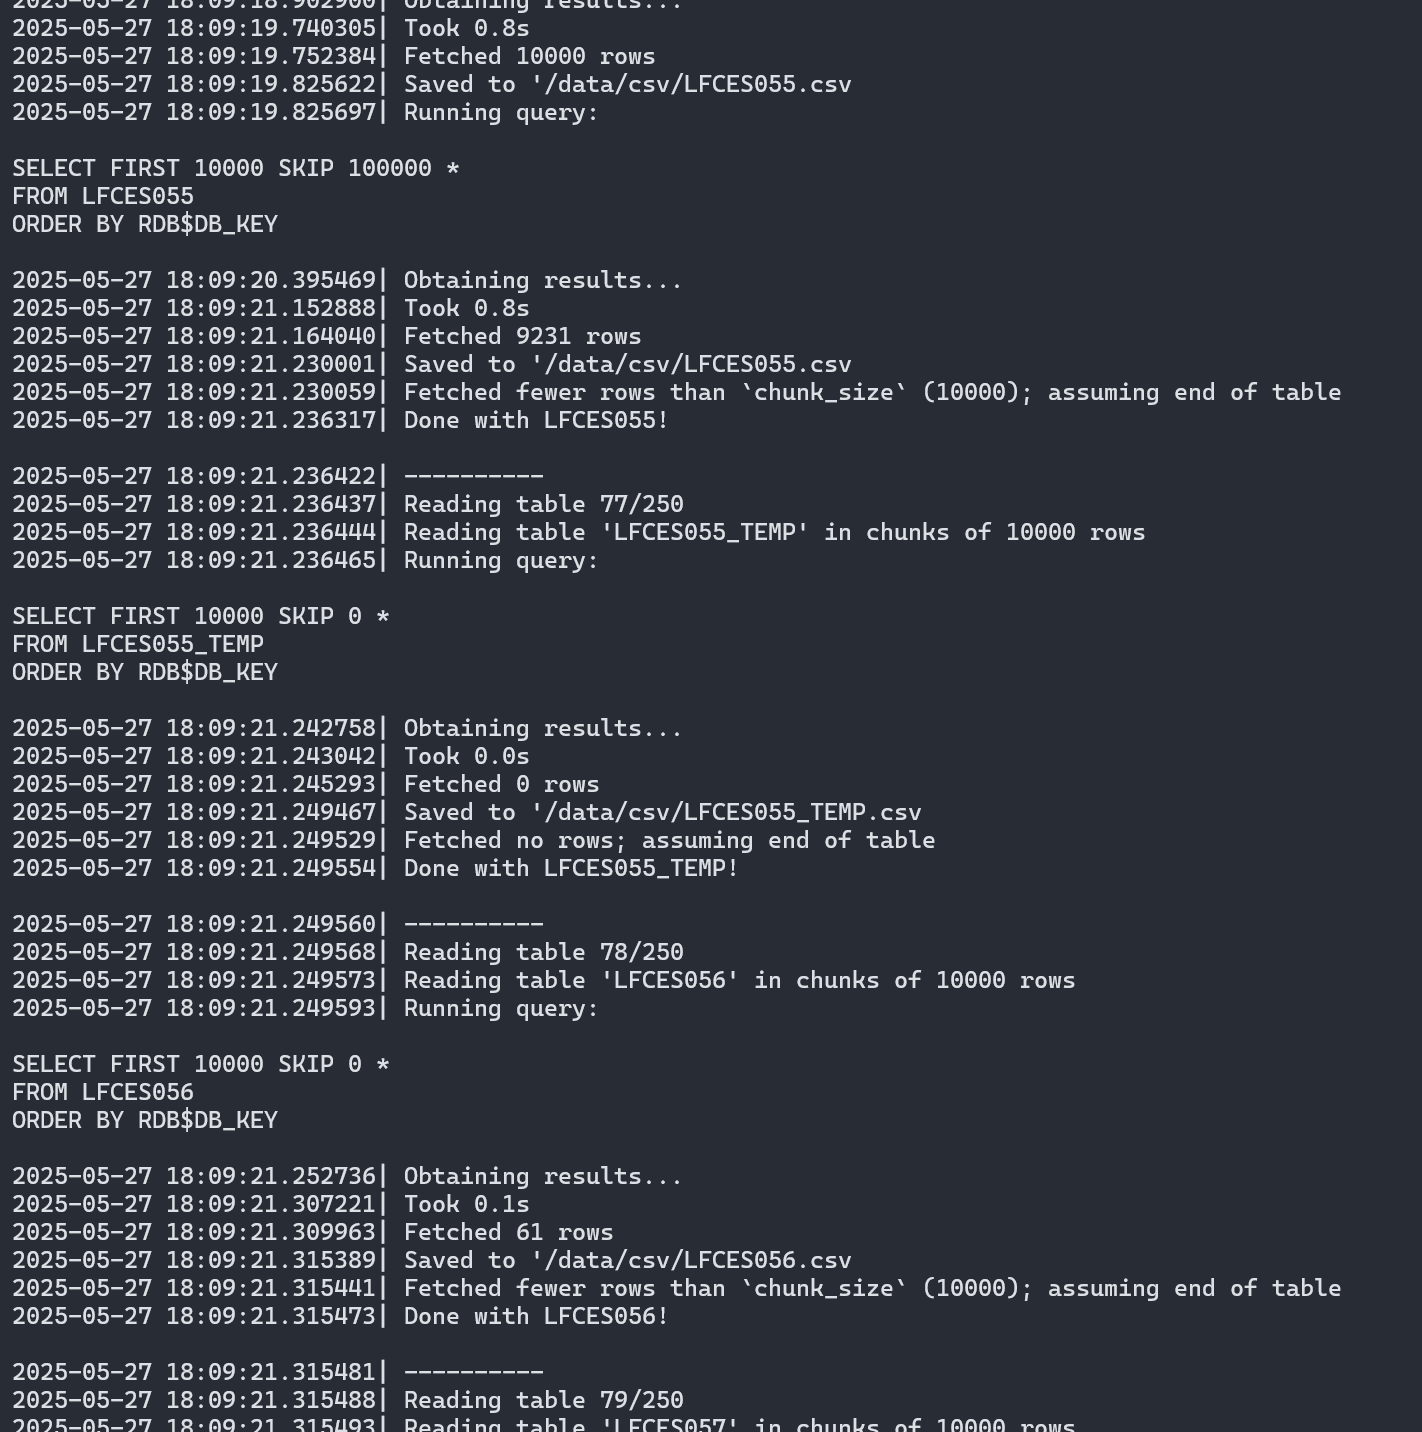 2025-05-27 18:09:18.902900| Obtaining results...
2025-05-27 18:09:19.740305| Took 0.8s
2025-05-27 18:09:19.752384| Fetched 10000 rows
2025-05-27 18:09:19.825622| Saved to '/data/csv/LFCES055.csv
2025-05-27 18:09:19.825697| Running query:
SELECT FIRST 10000 SKIP 100000 *
FROM LFCES055
ORDER BY RDB$DB_KEY
2025-05-27 18:09:20.395469| Obtaining results...
2025-05-27 18:09:21.152888| Took 0.8s
2025-05-27 18:09:21.164040| Fetched 9231 rows
2025-05-27 18:09:21.230001| Saved to '/data/csv/LFCES055.csv
2025-05-27 18:09:21.230059| Fetched fewer rows than `chunk_size` (10000); assuming end of table
2025-05-27 18:09:21.236317| Done with LFCES055!
2025-05-27 18:09:21.236422| ----------
2025-05-27 18:09:21.236437| Reading table 77/250
2025-05-27 18:09:21.236444| Reading table 'LFCES055_TEMP' in chunks of 10000 rows
2025-05-27 18:09:21.236465| Running query:
SELECT FIRST 10000 SKIP 0 *
FROM LFCES055_TEMP
ORDER BY RDB$DB_KEY
2025-05-27 18:09:21.242758| Obtaining results...
2025-05-27 18:09:21.243042| Took 0.0s
2025-05-27 18:09:21.245293| Fetched 0 rows
2025-05-27 18:09:21.249467| Saved to '/data/csv/LFCES055_TEMP.csv
2025-05-27 18:09:21.249529| Fetched no rows; assuming end of table
2025-05-27 18:09:21.249554| Done with LFCES055_TEMP!
2025-05-27 18:09:21.249560| ----------
2025-05-27 18:09:21.249568| Reading table 78/250
2025-05-27 18:09:21.249573| Reading table 'LFCES056' in chunks of 10000 rows
2025-05-27 18:09:21.249593| Running query:
SELECT FIRST 10000 SKIP 0 *
FROM LFCES056
ORDER BY RDB$DB_KEY
2025-05-27 18:09:21.252736| Obtaining results...
2025-05-27 18:09:21.307221| Took 0.1s
2025-05-27 18:09:21.309963| Fetched 61 rows
2025-05-27 18:09:21.315389| Saved to '/data/csv/LFCES056.csv
2025-05-27 18:09:21.315441| Fetched fewer rows than `chunk_size` (10000); assuming end of table
2025-05-27 18:09:21.315473| Done with LFCES056!
2025-05-27 18:09:21.315481| ----------
2025-05-27 18:09:21.315488| Reading table 79/250
2025-05-27 18:09:21.315493| Reading table 'LFCES057' in chunks of 10000 rows